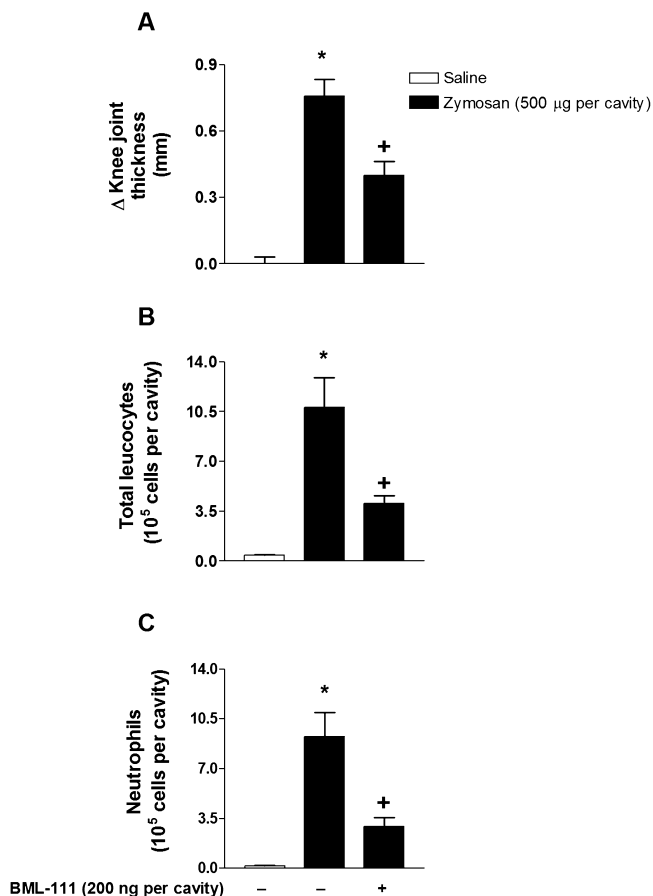 A
*
0.9
Saline
Zymosan (500 μg per cavity)
0.6
+
0.3
0.0
Δ Knee joint
thickness
(mm)
B
*
14.0
10.5
7.0
+
3.5
0.0
Total leucocytes
(10⁵ cells per cavity)
C
14.0
*
10.5
7.0
+
3.5
0.0
Neutrophils
(10⁵ cells per cavity)
BML-111 (200 ng per cavity) – – +